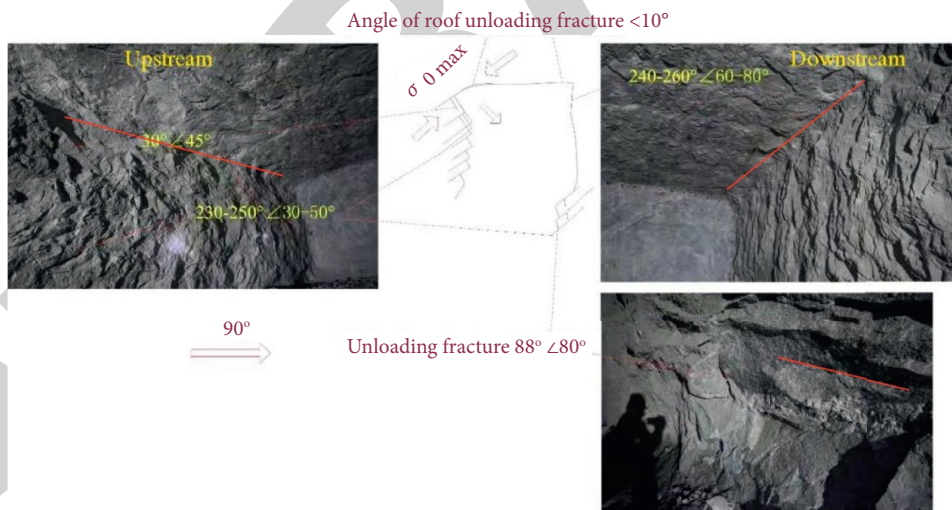 Angle of roof unloading fracture <10°
Upstream
σ 0 max
Downstream
240-260°∠60-80°
30°∠45°
230-250°∠30-50°
90°
Unloading fracture 88° ∠80°